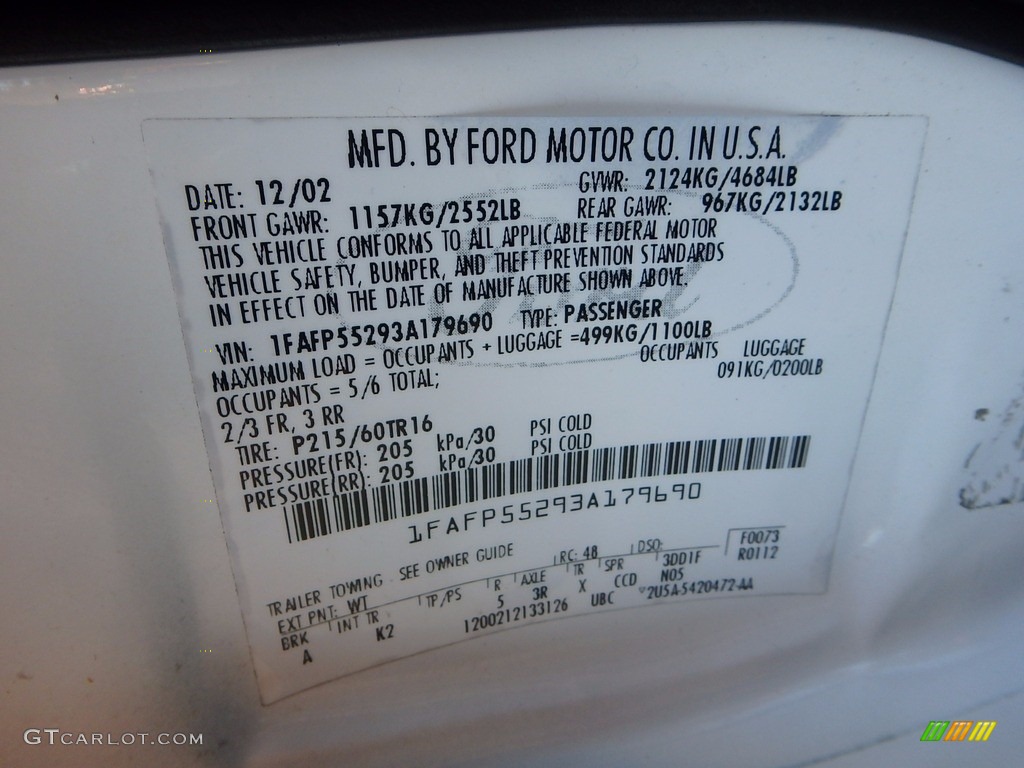 MFD. BY FORD MOTOR CO. IN U.S.A.
DATE: 12/02 GVWR: 2124KG/4684LB
FRONT GAWR: 1157KG/2552LB REAR GAWR: 967KG/2132LB
THIS VEHICLE CONFORMS TO ALL APPLICABLE FEDERAL MOTOR
VEHICLE SAFETY, BUMPER, AND THEFT PREVENTION STANDARDS
IN EFFECT ON THE DATE OF MANUFACTURE SHOWN ABOVE.
VIN: 1FAFP55293A179690 TYPE: PASSENGER
MAXIMUM LOAD = OCCUPANTS + LUGGAGE =499KG/1100LB
OCCUPANTS = 5/6 TOTAL; OCCUPANTS LUGGAGE
2/3 FR, 3 RR 091KG/0200LB
TIRE: P215/60TR16
PRESSURE(FR): 205 kPa/30 PSI COLD
PRESSURE(RR): 205 kPa/30 PSI COLD
1FAFP55293A179690
TRAILER TOWING - SEE OWNER GUIDE
EXT PNT: WT RC: 48 DSO: F0073
BRK INT TR TP/PS R AXLE TR SPR 3DD1F R0112
A K2 5 3R X CCD N05
1200212133126 UBC 2U5A-5420472-AA
GTCARLOT.COM